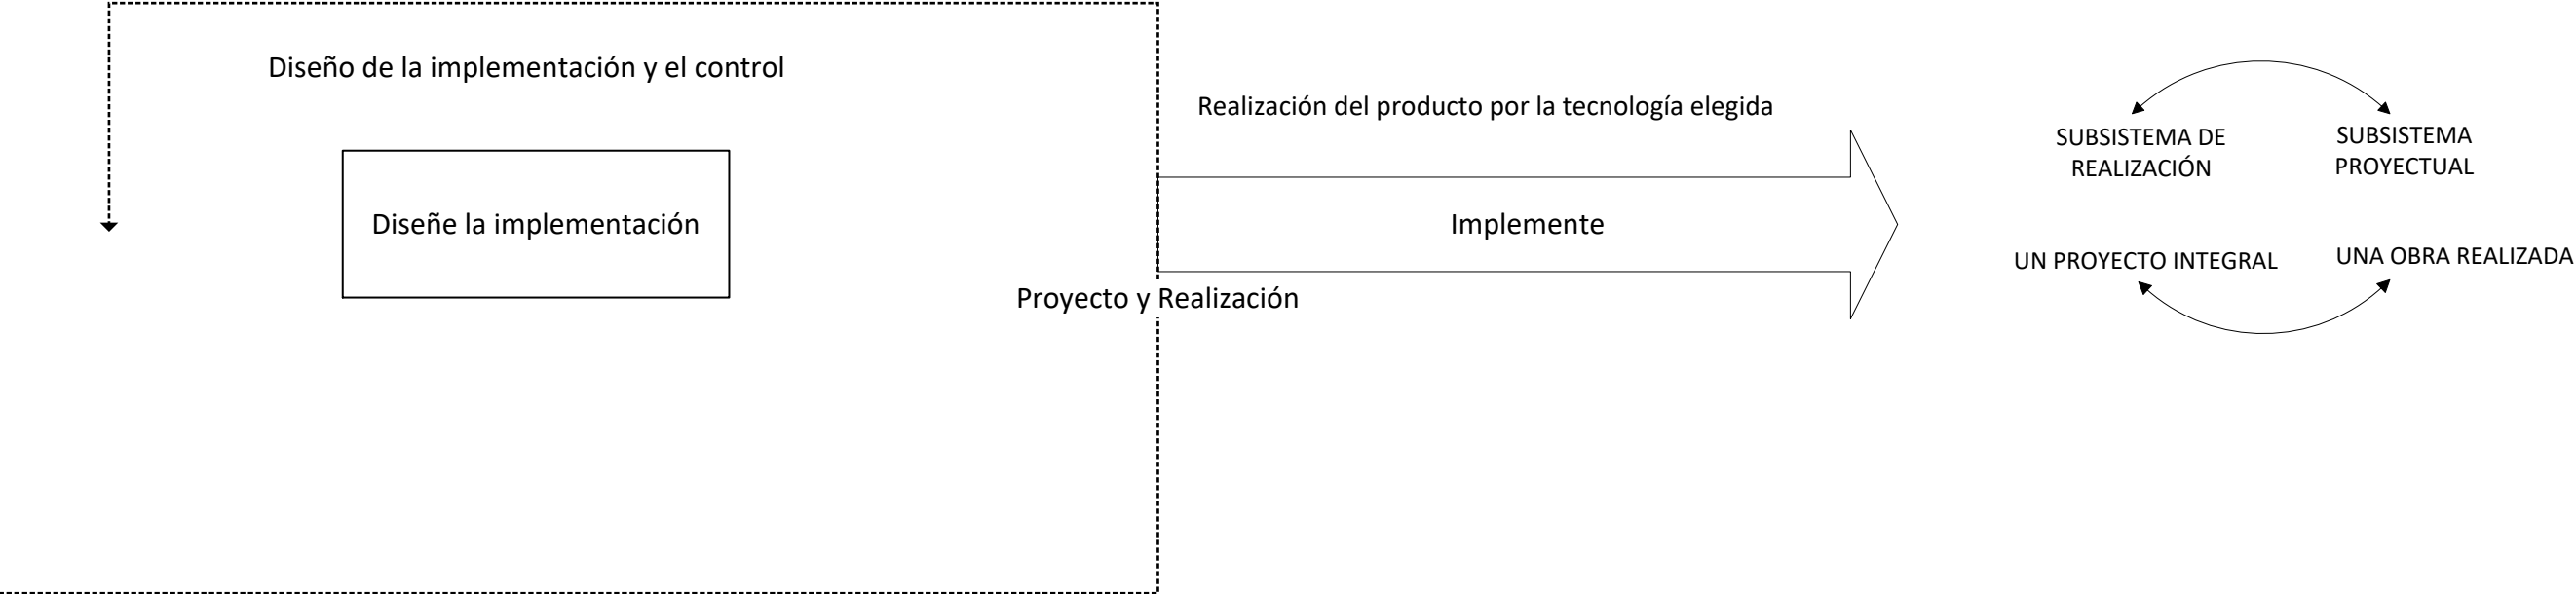 Diseño de la implementación y el control
Diseñe la implementación
Proyecto y Realización
Realización del producto por la tecnología elegida
Implemente
SUBSISTEMA DE
REALIZACIÓN
SUBSISTEMA
PROYECTUAL
UN PROYECTO INTEGRAL
UNA OBRA REALIZADA